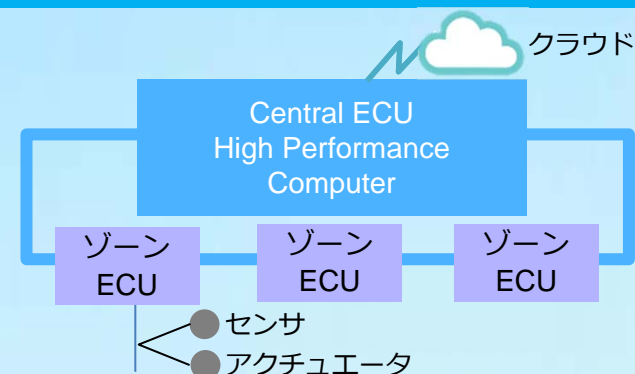 クラウド
Central ECU
High Performance
Computer
ゾーン
ECU
ゾーン
ECU
ゾーン
ECU
センサ
アクチュエータ